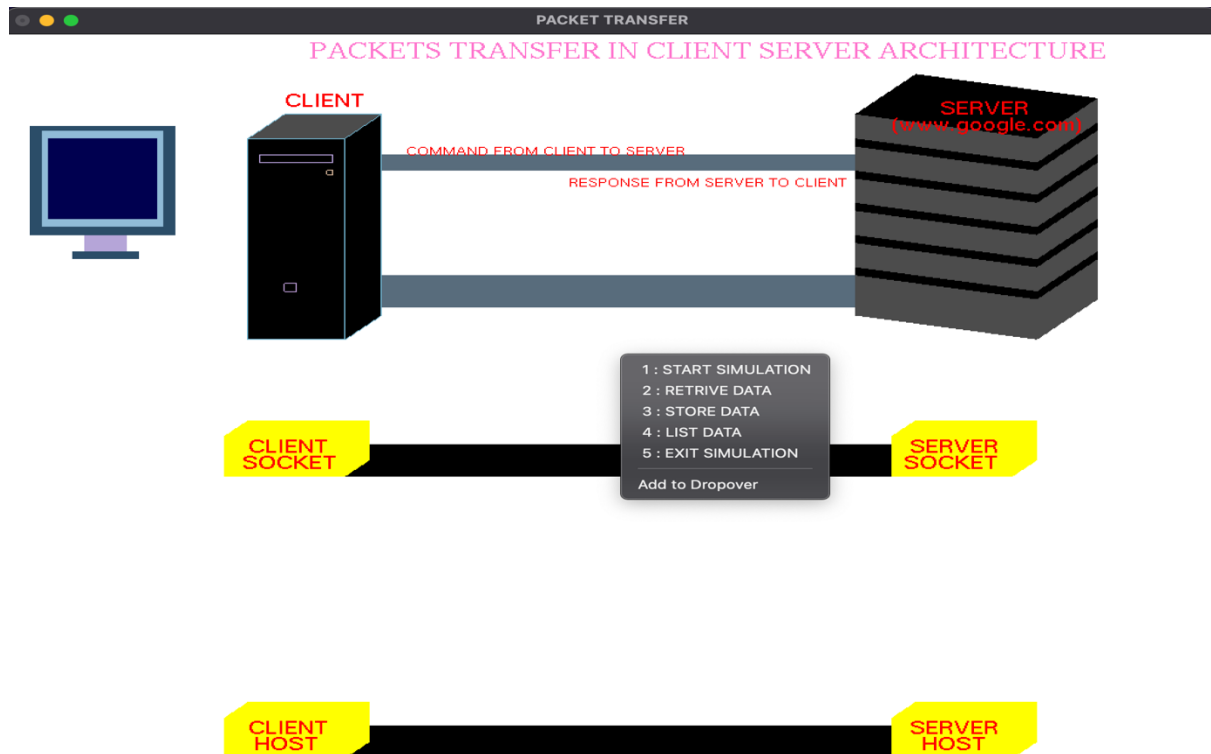 PACKET TRANSFER
PACKETS TRANSFER IN CLIENT SERVER ARCHITECTURE
CLIENT
SERVER
(www.google.com)
COMMAND FROM CLIENT TO SERVER
RESPONSE FROM SERVER TO CLIENT
1 : START SIMULATION
2 : RETRIVE DATA
3 : STORE DATA
4 : LIST DATA
5 : EXIT SIMULATION
Add to Dropover
CLIENT
SOCKET
SERVER
SOCKET
CLIENT
HOST
SERVER
HOST